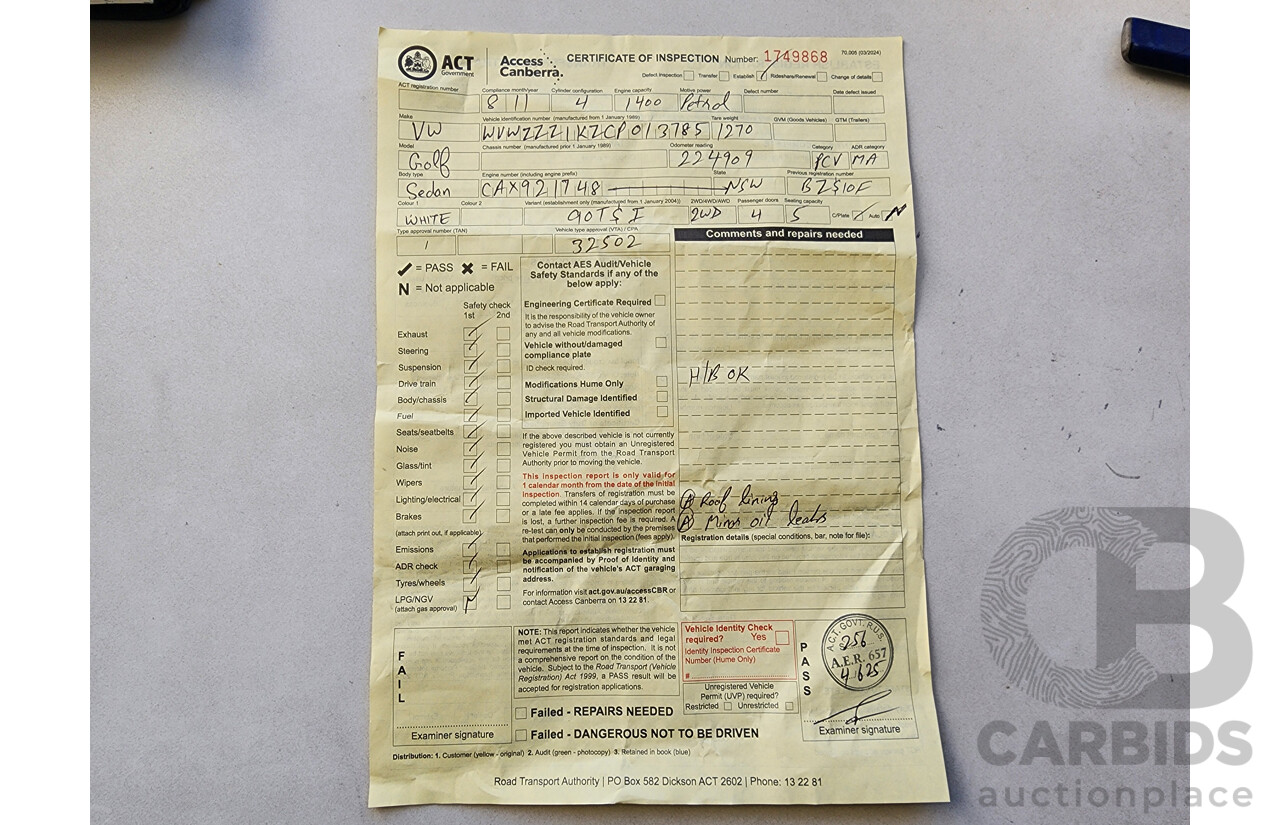 ACT Government
Access Canberra.
CERTIFICATE OF INSPECTION Number: 1749868
70.005 (03/2024)
Defect Inspection Transfer Establish Rideshare/Renewal Change of details
ACT registration number Compliance month/year Cylinder configuration Engine capacity Motive power Defect number Date defect issued
8 11 4 1400 Petrol
Make Vehicle identification number (manufactured from 1 January 1989) Tare weight GVM (Goods Vehicles) GTM (Trailers)
VW WVWZZZ1KZCP013785 1270
Model Chassis number (manufactured prior 1 January 1989) Odometer reading Category ADR category
Golf 224909 PCV MA
Body type Engine number (including engine prefix) State Previous registration number
Sedan CAX921748 NSW BZ510F
Colour 1 Colour 2 Variant (establishment only (manufactured from 1 January 2004)) 2WD/4WD/AWD Passenger doors Seating capacity
WHITE 90 TSI 2WD 4 5 C/Plate Auto N
Type approval number (TAN) Vehicle type approval (VTA) / CPA
1 32502
Comments and repairs needed
✓ = PASS ✗ = FAIL
N = Not applicable
Safety check
1st 2nd
Exhaust
Steering
Suspension
Drive train
Body/chassis
Fuel
Seats/seatbelts
Noise
Glass/tint
Wipers
Lighting/electrical
Brakes
(attach print out, if applicable)
Emissions
ADR check
Tyres/wheels
LPG/NGV N
(attach gas approval)
Contact AES Audit/Vehicle
Safety Standards if any of the
below apply:
Engineering Certificate Required
It is the responsibility of the vehicle owner
to advise the Road Transport Authority of
any and all vehicle modifications.
Vehicle without/damaged
compliance plate
ID check required.
Modifications Hume Only
Structural Damage Identified
Imported Vehicle Identified
If the above described vehicle is not currently
registered you must obtain an Unregistered
Vehicle Permit from the Road Transport
Authority prior to moving the vehicle.
This inspection report is only valid for
1 calendar month from the date of the initial
inspection. Transfers of registration must be
completed within 14 calendar days of purchase
or a late fee applies. If the inspection report
is lost, a further inspection fee is required. A
re-test can only be conducted by the premises
that performed the initial inspection (fees apply).
Applications to establish registration must
be accompanied by Proof of Identity and
notification of the vehicle's ACT garaging
address.
For information visit act.gov.au/accessCBR or
contact Access Canberra on 13 22 81.
H/B OK
(A) Roof lining
(A) Minor oil leaks
Registration details (special conditions, bar, note for file):
FAIL
Examiner signature
NOTE: This report indicates whether the vehicle
met ACT registration standards and legal
requirements at the time of inspection. It is not
a comprehensive report on the condition of the
vehicle. Subject to the Road Transport (Vehicle
Registration) Act 1999, a PASS result will be
accepted for registration applications.
Failed - REPAIRS NEEDED
Failed - DANGEROUS NOT TO BE DRIVEN
Vehicle Identity Check
required? Yes
Identity Inspection Certificate
Number (Hume Only)
#
Unregistered Vehicle
Permit (UVP) required?
Restricted Unrestricted
PASS
A.C.T. GOVT. R.U.S.
256
A.E.R. 657
4 6 25
Examiner signature
Distribution: 1. Customer (yellow - original) 2. Audit (green - photocopy) 3. Retained in book (blue)
Road Transport Authority | PO Box 582 Dickson ACT 2602 | Phone: 13 22 81
CB
CARBIDS
auctionplace